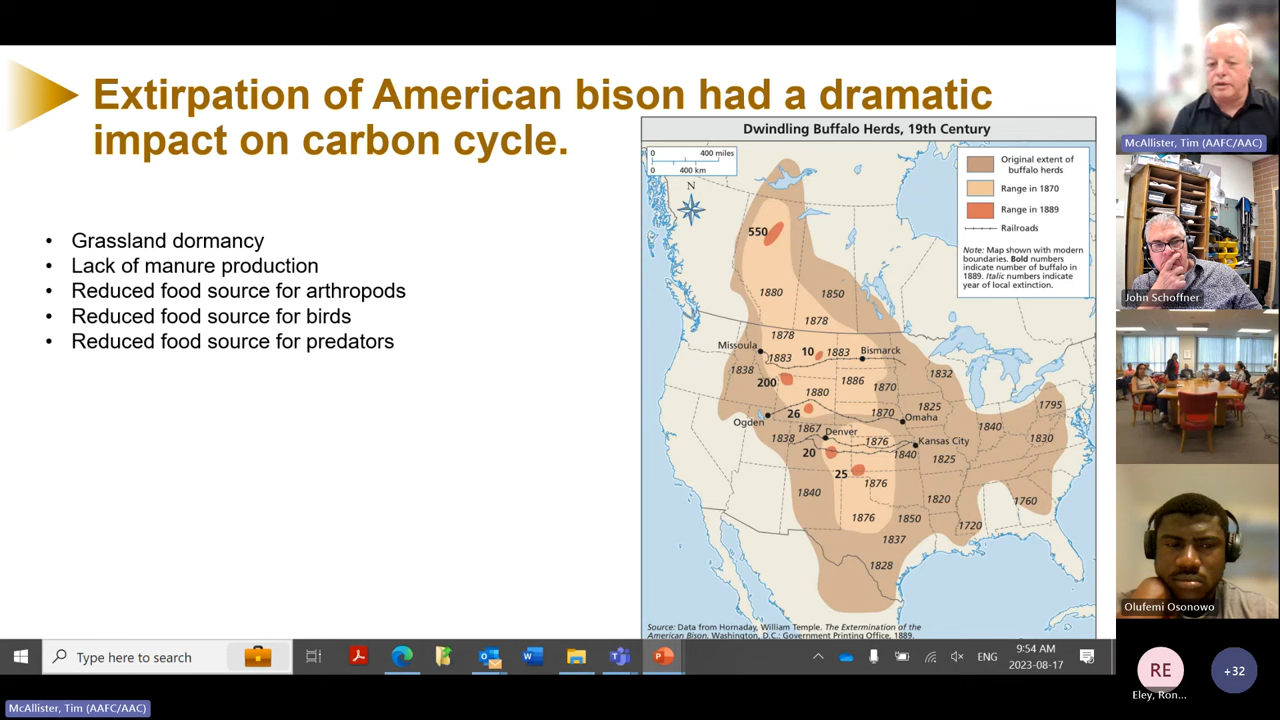 Extirpation of American bison had a dramatic
impact on carbon cycle.
• Grassland dormancy
• Lack of manure production
• Reduced food source for arthropods
• Reduced food source for birds
• Reduced food source for predators
Dwindling Buffalo Herds, 19th Century
0 400 miles
0 400 km
N
Original extent of
buffalo herds
Range in 1870
Range in 1889
Railroads
Note: Map shown with modern
boundaries. Bold numbers
indicate number of buffalo in
1889. Italic numbers indicate
year of local extinction.
550
1880
1850
1878
1878
Missoula
1883
10
1883
Bismarck
1838
200
1880
1886
1870
1832
26
1870
Omaha
1825
1795
Ogden
1867
Denver
1838
1876
Kansas City
1840
1830
20
1840
1825
25
1876
1840
1820
1760
1876
1850
1720
1837
1828
Source: Data from Hornaday, William Temple. The Extermination of the
American Bison. Washington, D.C.: Government Printing Office, 1889.
Type here to search
ENG
9:54 AM
2023-08-17
McAllister, Tim (AAFC/AAC)
McAllister, Tim (AAFC/AAC)
John Schoffner
Olufemi Osonowo
RE
Eley, Ron...
+32